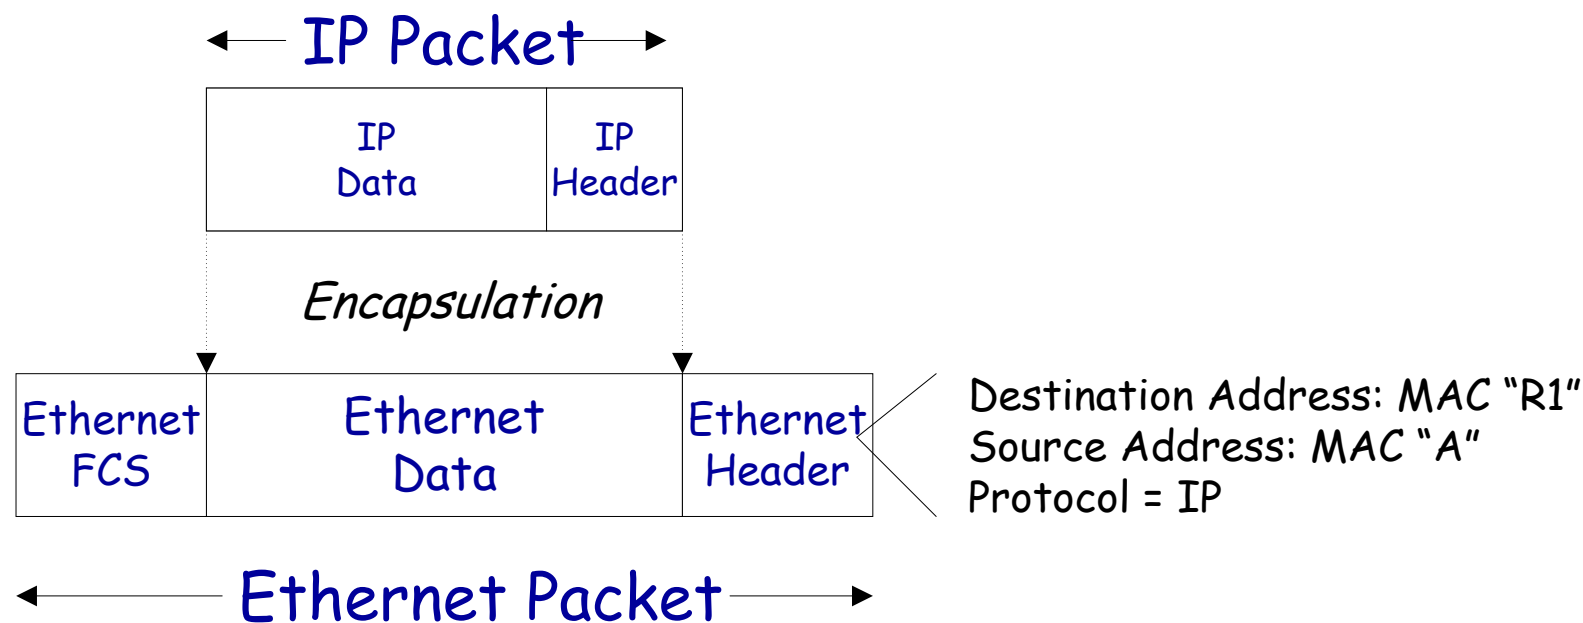 IP Packet
IP
Data
IP
Header
Encapsulation
Ethernet
FCS
Ethernet
Data
Ethernet
Header
Destination Address: MAC “R1”
Source Address: MAC “A”
Protocol = IP
Ethernet Packet